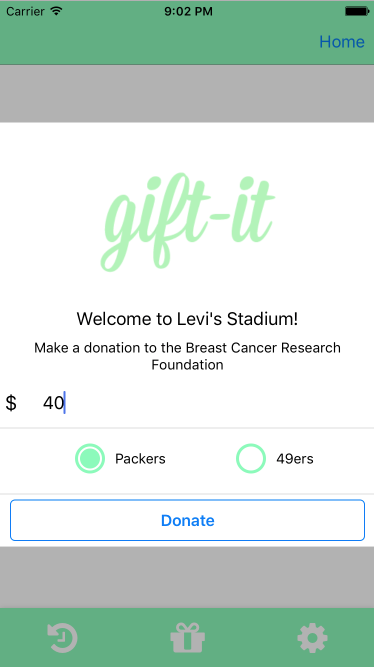 Carrier 9:02 PM
Home
gift-it
Welcome to Levi's Stadium!
Make a donation to the Breast Cancer Research
Foundation
$ 40
Packers 49ers
Donate